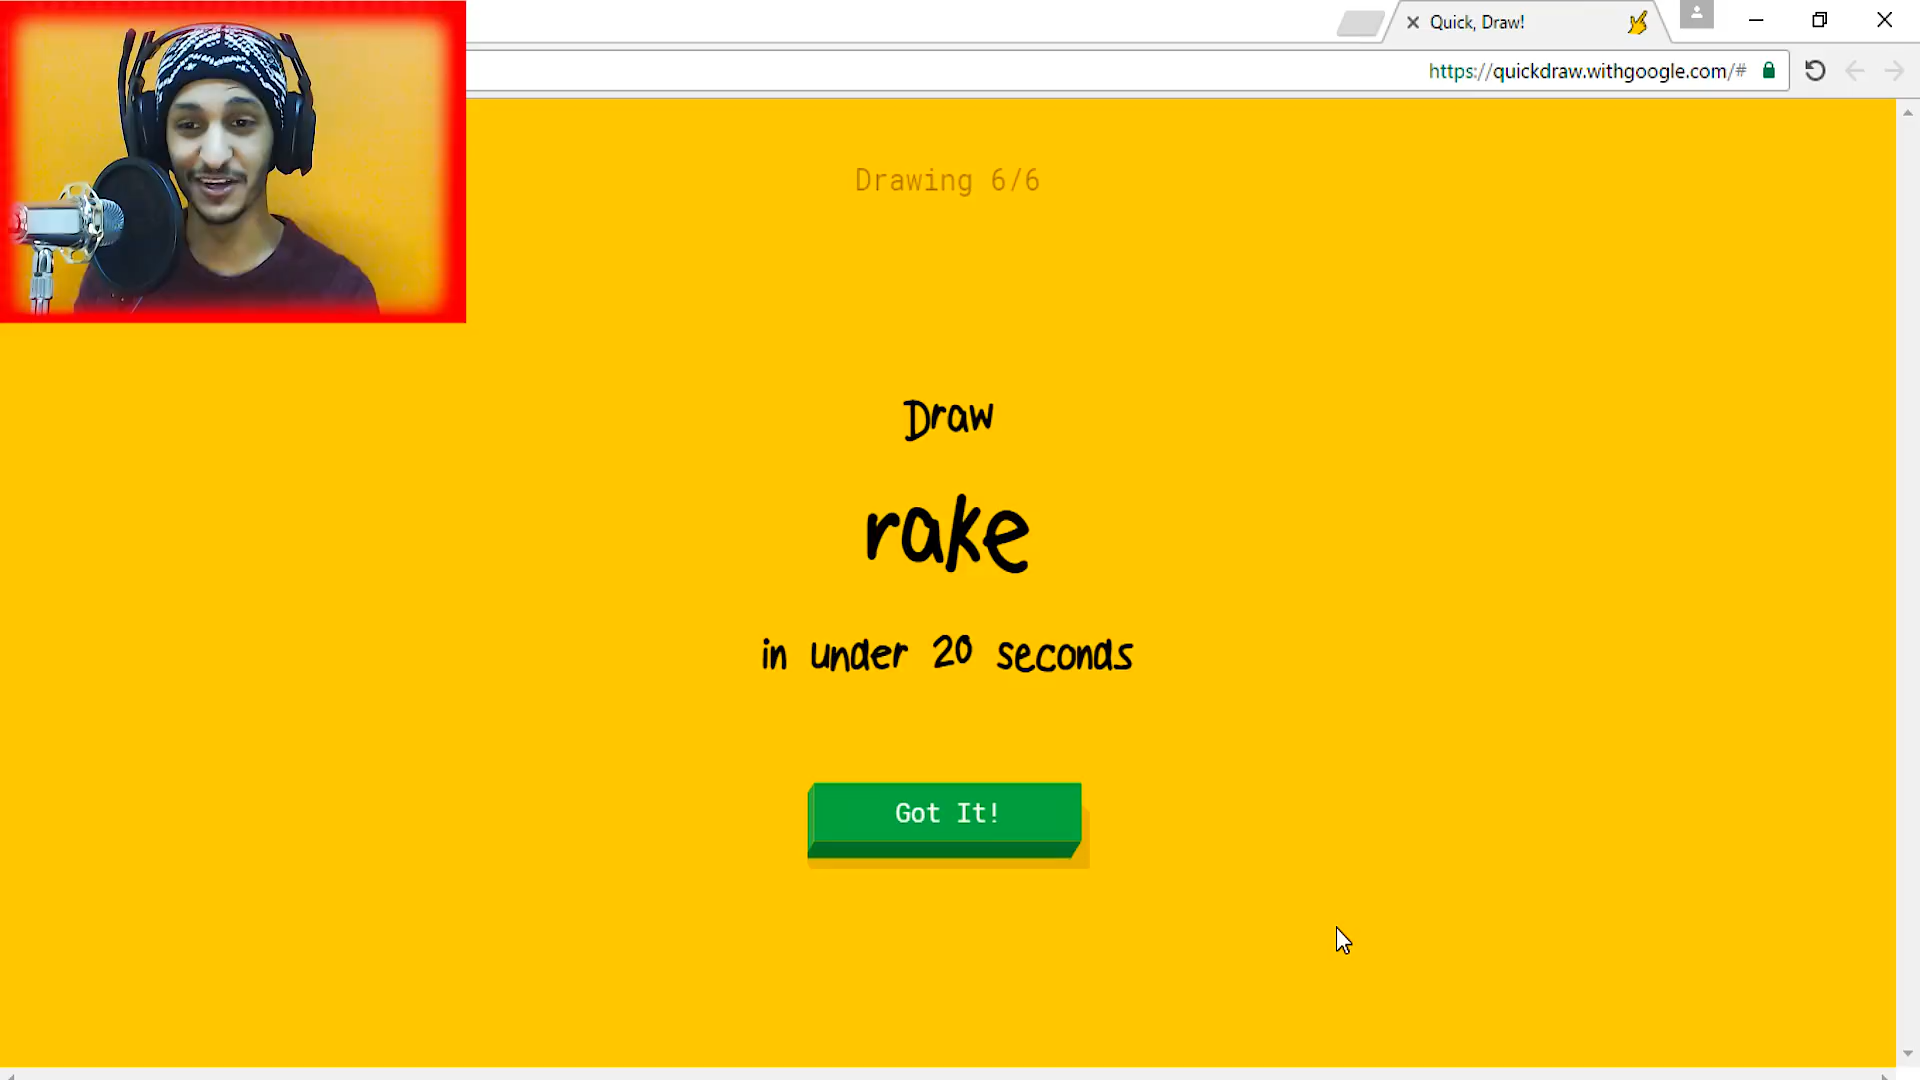 Quick, Draw!
https://quickdraw.withgoogle.com/#
Drawing 6/6
Draw
rake
in under 20 seconds
Got It!